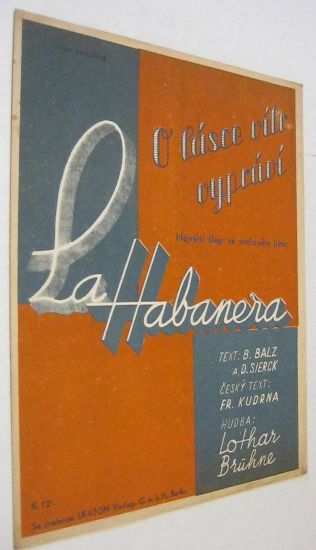 O lásce vítr
vypráví
Největší šlágr ze zvukového filmu
La Habanera
TEXT: B. BALZ
A D. SIERCK
ČESKÝ TEXT:
FR. KUDRNA
HUDBA:
Lothar
Brühne
K 12'-
Se svolením UFATON Verlags G.m.b.H., Berlin.